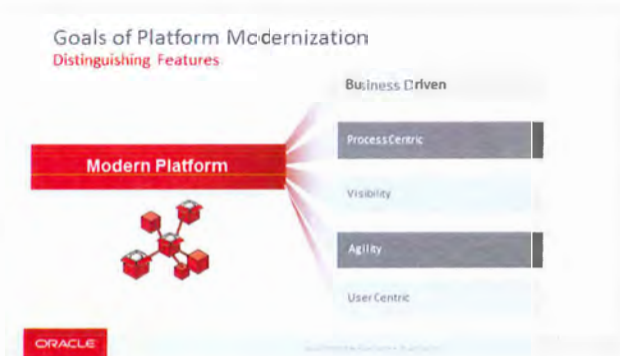 Goals of Platform Modernization
Distinguishing Features
Business Driven
Process Centric
Modern Platform
Visibility
Agility
User Centric
ORACLE